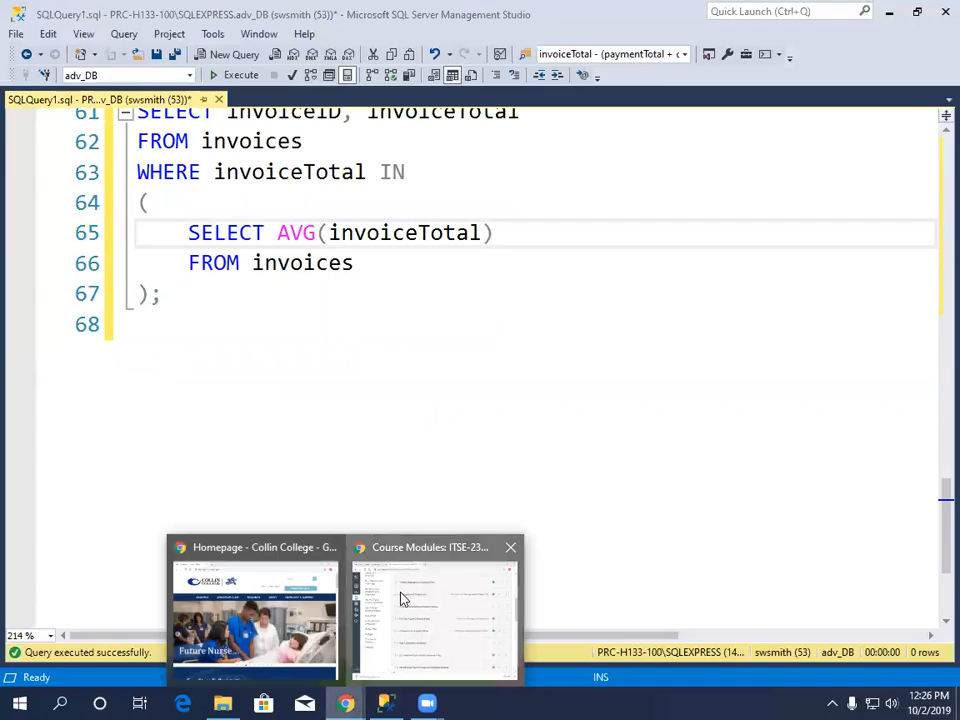 SQLQuery1.sql - PRC-H133-100\SQLEXPRESS.adv_DB (swsmith (53))* - Microsoft SQL Server Management Studio
Quick Launch (Ctrl+Q)
File Edit View Query Project Tools Window Help
New Query
invoiceTotal - (paymentTotal + c
adv_DB
Execute
SQLQuery1.sql - PR...v_DB (swsmith (53))*
61 SELECT invoiceID, invoiceTotal
62 FROM invoices
63 WHERE invoiceTotal IN
64 (
65 SELECT AVG(invoiceTotal)
66 FROM invoices
67 );
68
Homepage - Collin College - G...
Course Modules: ITSE-23...
COLLIN
COLLEGE
Future Nurse
214 %
Query executed successfully.
PRC-H133-100\SQLEXPRESS (14... swsmith (53) adv_DB 00:00:00 0 rows
Ready
INS
12:26 PM
10/2/2019